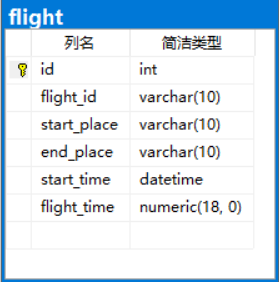 flight
列名 简洁类型
id int
flight_id varchar(10)
start_place varchar(10)
end_place varchar(10)
start_time datetime
flight_time numeric(18, 0)